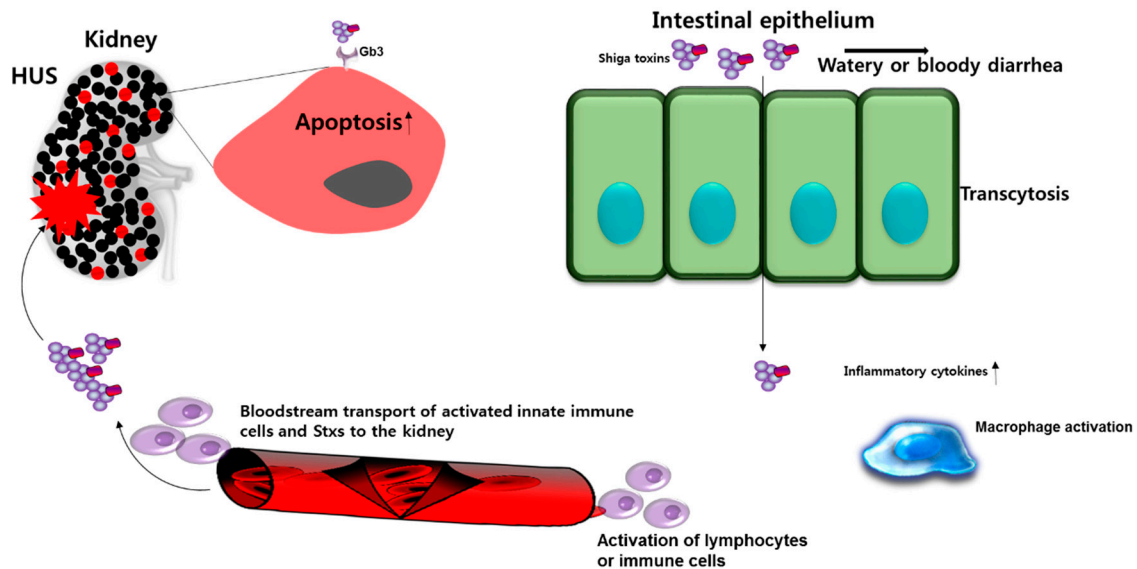 Kidney
HUS
Gb3
Apoptosis↑
Intestinal epithelium
Shiga toxins
Watery or bloody diarrhea
Transcytosis
Inflammatory cytokines ↑
Macrophage activation
Bloodstream transport of activated innate immune
cells and Stxs to the kidney
Activation of lymphocytes
or immune cells